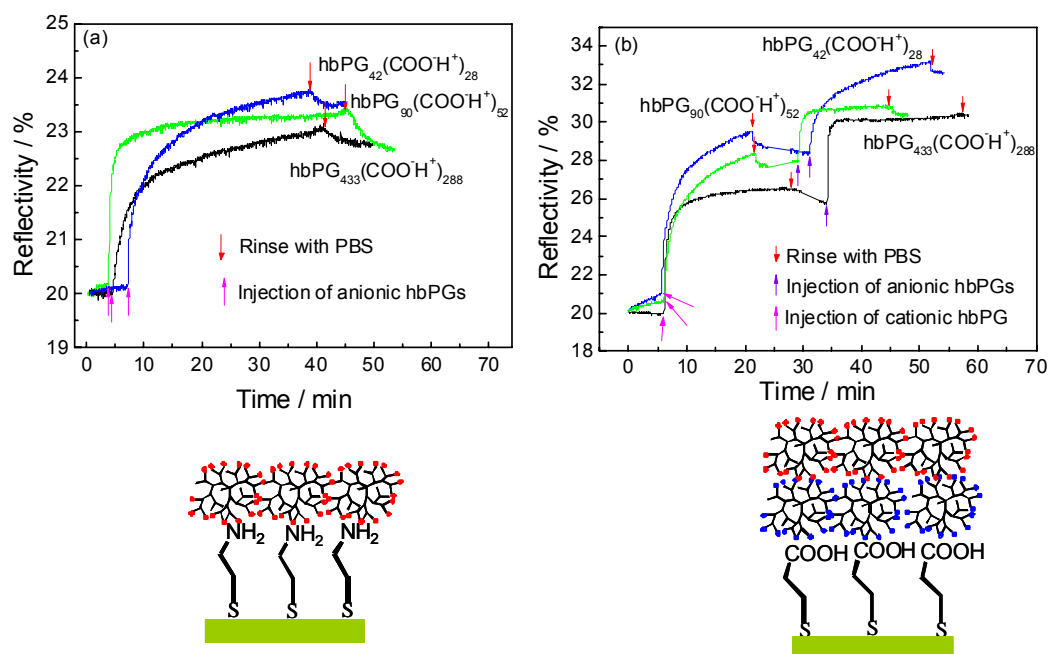 (a)
25
24
23
22
21
20
19
0 10 20 30 40 50 60 70
Reflectivity / %
Time / min
hbPG42(COO-H+)28
hbPG90(COO-H+)52
hbPG433(COO-H+)288
Rinse with PBS
Injection of anionic hbPGs
(b)
34
32
30
28
26
24
22
20
18
0 10 20 30 40 50 60 70
Reflectivity / %
Time / min
hbPG42(COO-H+)28
hbPG90(COO-H+)52
hbPG433(COO-H+)288
Rinse with PBS
Injection of anionic hbPGs
Injection of cationic hbPG
NH2 NH2 NH2
S S S
COOH COOH COOH
S S S